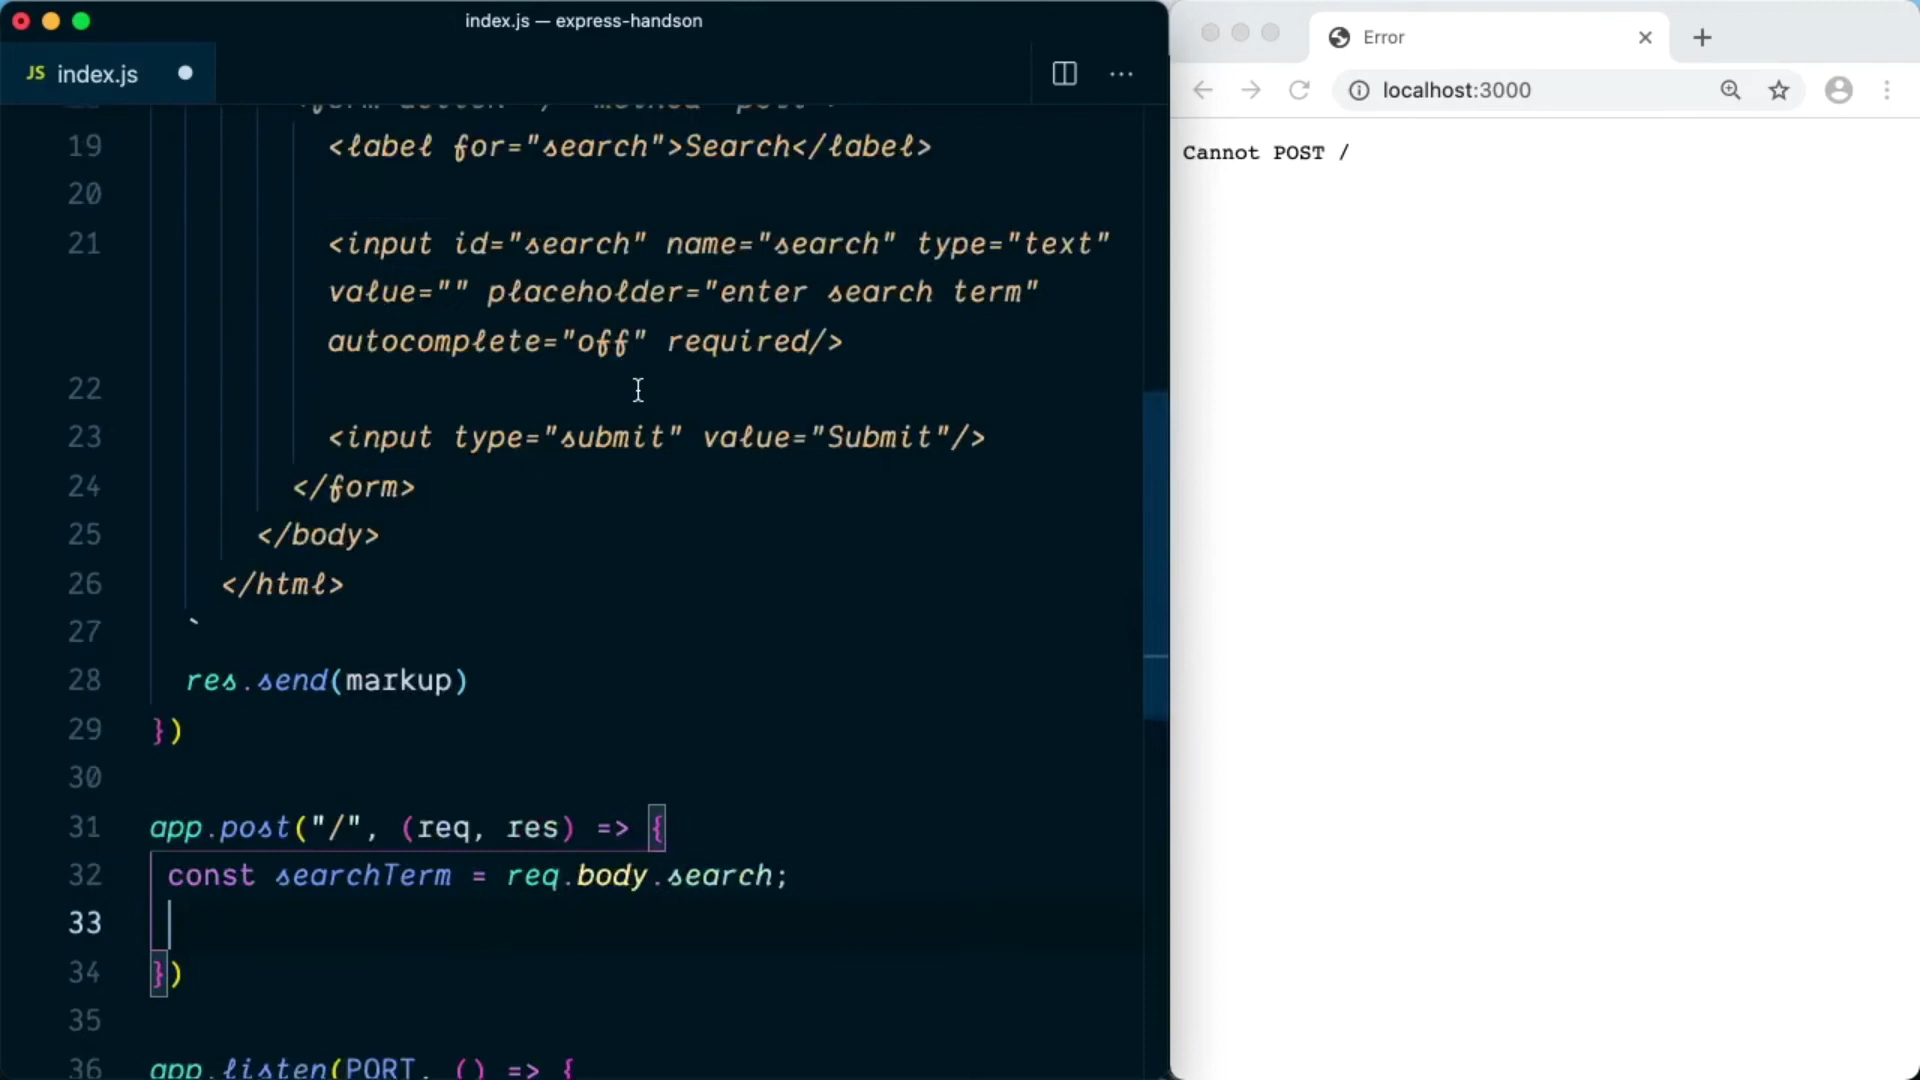 index.js — express-handson
JS index.js
19 <label for="search">Search</label>
20
21 <input id="search" name="search" type="text"
value="" placeholder="enter search term"
autocomplete="off" required/>
22
23 <input type="submit" value="Submit"/>
24 </form>
25 </body>
26 </html>
27 `
28 res.send(markup)
29 })
30
31 app.post("/", (req, res) => {
32 const searchTerm = req.body.search;
33
34 })
35
36 app.listen(PORT, () => {
Error
localhost:3000
Cannot POST /